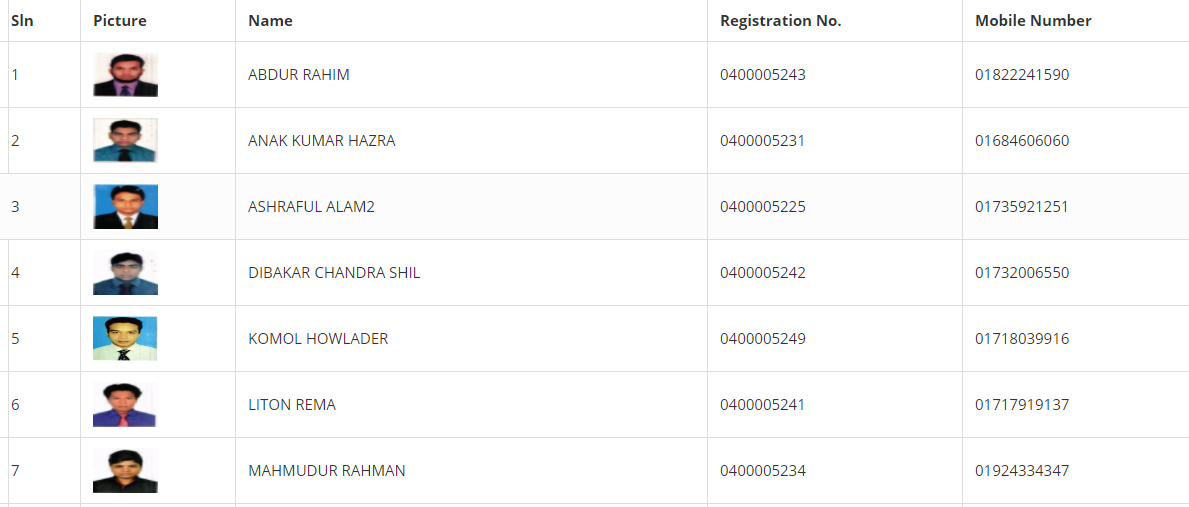 Sln Picture Name Registration No. Mobile Number
1 ABDUR RAHIM 0400005243 01822241590
2 ANAK KUMAR HAZRA 0400005231 01684606060
3 ASHRAFUL ALAM2 0400005225 01735921251
4 DIBAKAR CHANDRA SHIL 0400005242 01732006550
5 KOMOL HOWLADER 0400005249 01718039916
6 LITON REMA 0400005241 01717919137
7 MAHMUDUR RAHMAN 0400005234 01924334347